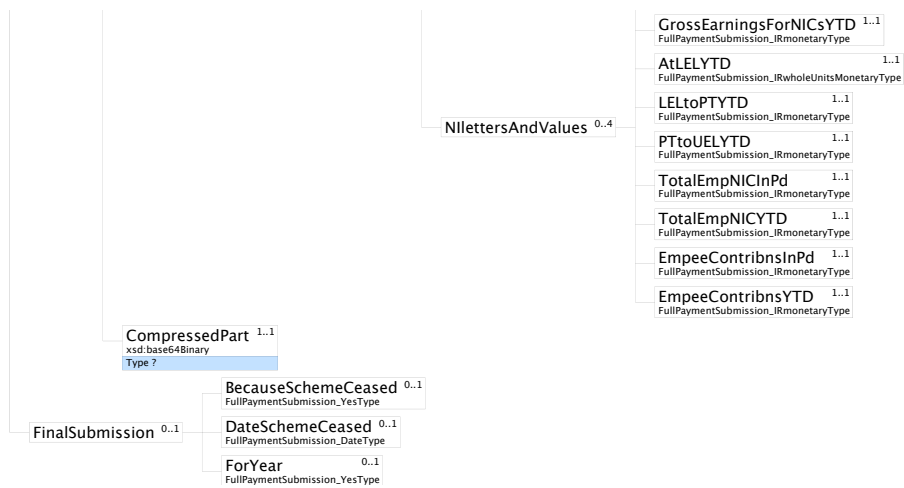 GrossEarningsForNICsYTD 1..1
FullPaymentSubmission_IRmonetaryType
AtLELYTD 1..1
FullPaymentSubmission_IRwholeUnitsMonetaryType
LELtoPTYTD 1..1
FullPaymentSubmission_IRmonetaryType
NIlettersAndValues 0..4
PTtoUELYTD 1..1
FullPaymentSubmission_IRmonetaryType
TotalEmpNICInPd 1..1
FullPaymentSubmission_IRmonetaryType
TotalEmpNICYTD 1..1
FullPaymentSubmission_IRmonetaryType
EmpeeContribnsInPd 1..1
FullPaymentSubmission_IRmonetaryType
EmpeeContribnsYTD 1..1
FullPaymentSubmission_IRmonetaryType
CompressedPart 1..1
xsd:base64Binary
Type ?
BecauseSchemeCeased 0..1
FullPaymentSubmission_YesType
FinalSubmission 0..1
DateSchemeCeased 0..1
FullPaymentSubmission_DateType
ForYear 0..1
FullPaymentSubmission_YesType